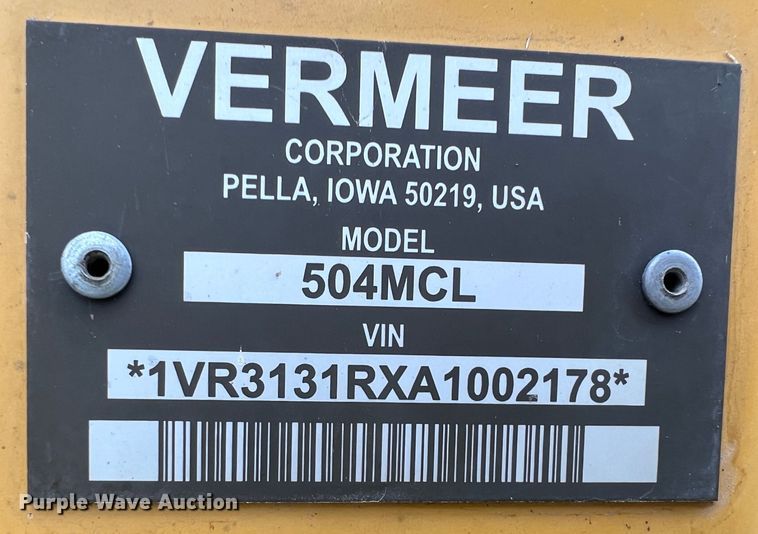 VERMEER
CORPORATION
PELLA, IOWA 50219, USA
MODEL
504MCL
VIN
*1VR3131RXA1002178*
Purple Wave Auction